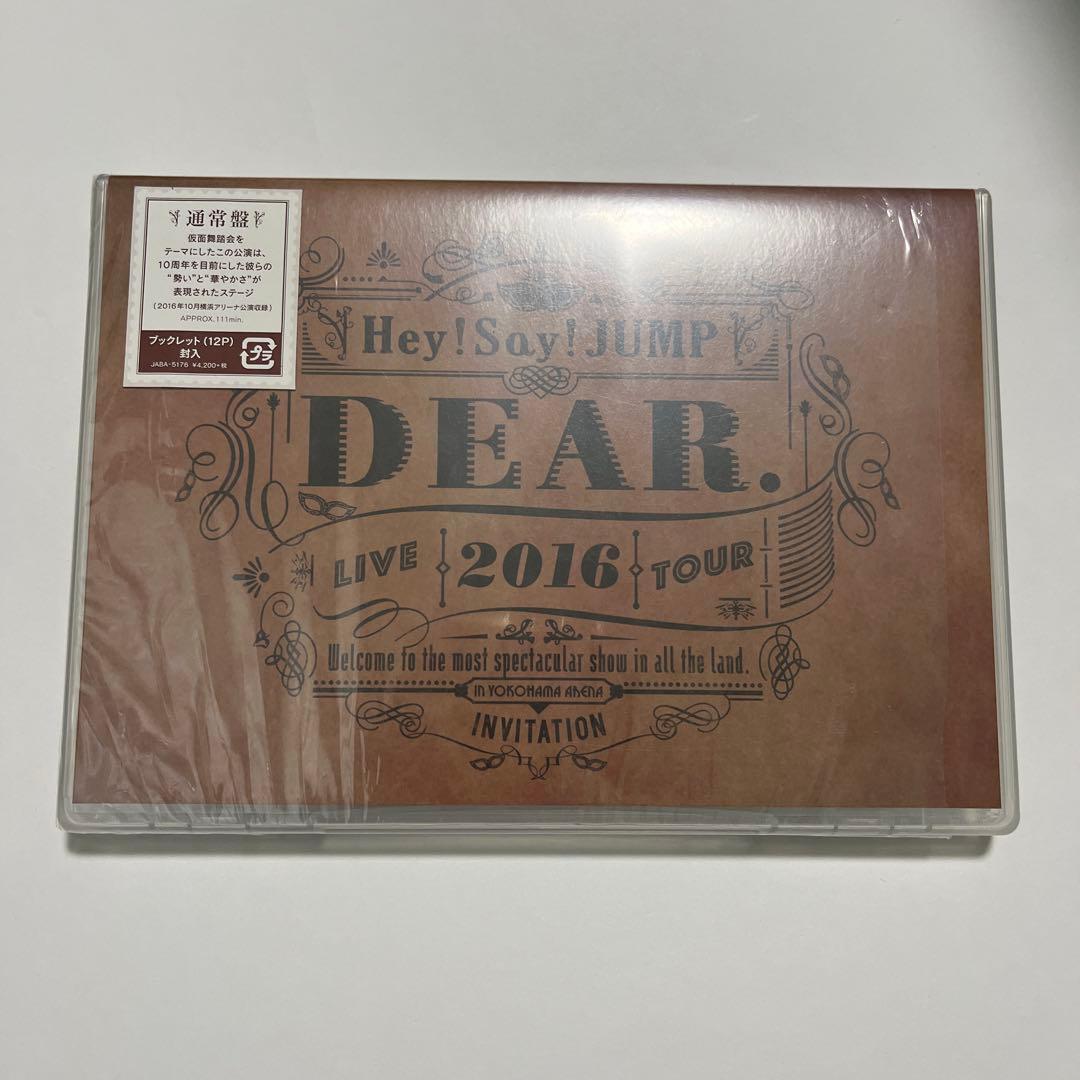 通常盤
仮面舞踏会を
テーマにしたこの公演は、
10周年を目前にした彼らの
“勢い”と“華やかさ”が
表現されたステージ
(2016年10月横浜アリーナ公演収録)
APPROX.111min.
ブックレット(12P)
封入
プラ
JABA-5176 ¥4,200+税
Hey!Say!JUMP
DEAR.
LIVE 2016 TOUR
Welcome to the most spectacular show in all the land.
IN YOKOHAMA ARENA
INVITATION